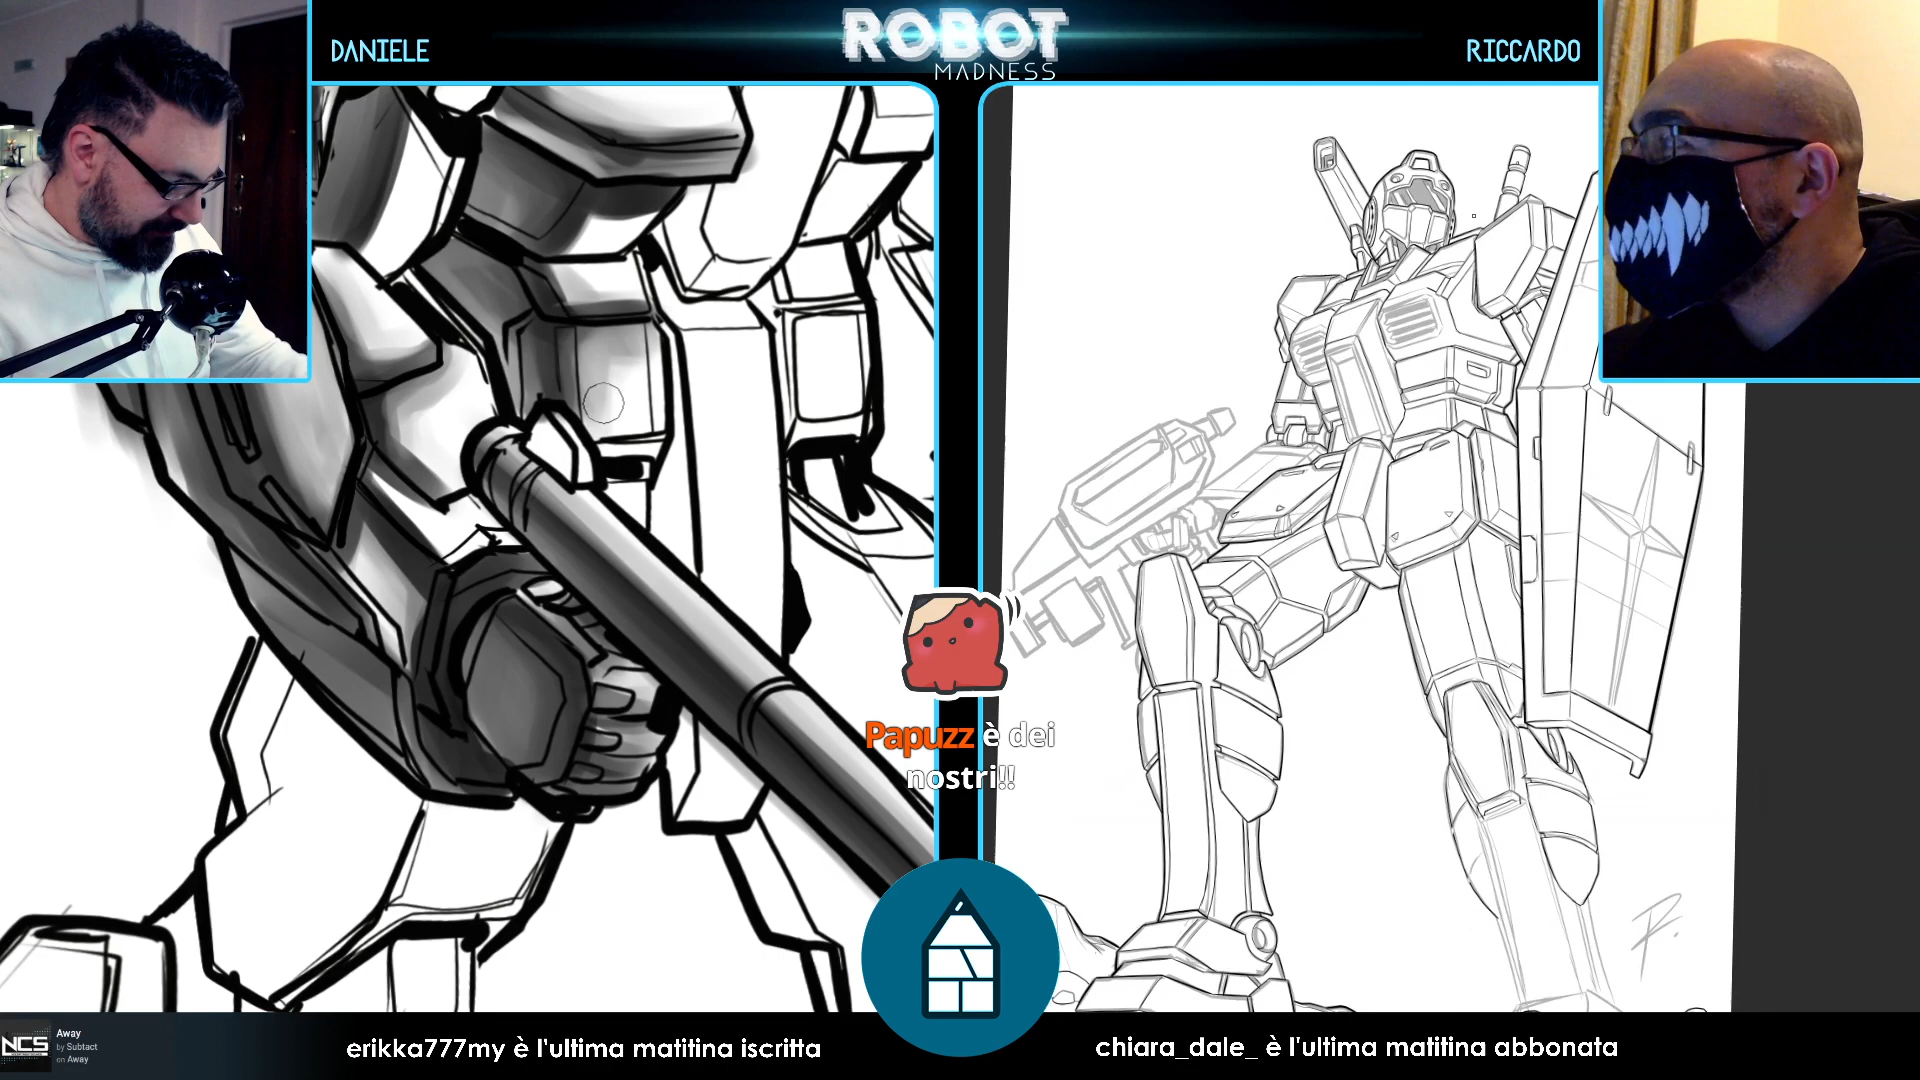 DANIELE
ROBOT
MADNESS
RICCARDO
Papuzz è dei
nostri!!
NCS
Away
by Subtact
on Away
erikka777my è l'ultima matitina iscritta
chiara_dale_ è l'ultima matitina abbonata